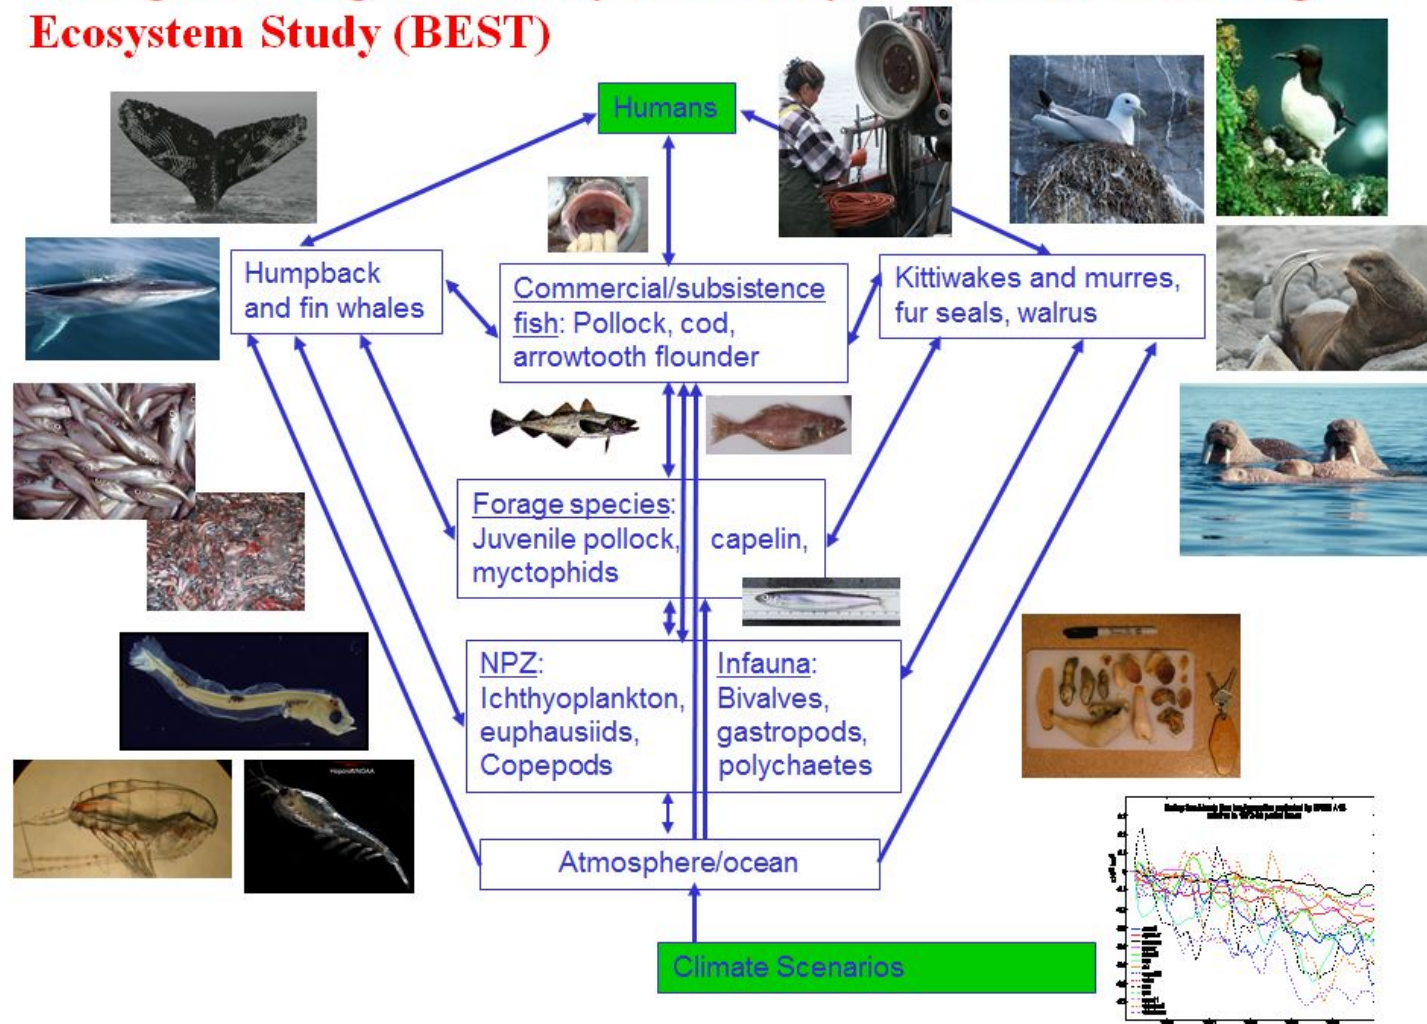 Ecosystem Study (BEST)
Humans
Humpback
and fin whales
Commercial/subsistence
fish: Pollock, cod,
arrowtooth flounder
Kittiwakes and murres,
fur seals, walrus
Forage species:
Juvenile pollock, capelin,
myctophids
NPZ:
Ichthyoplankton,
euphausiids,
Copepods
Infauna:
Bivalves,
gastropods,
polychaetes
Atmosphere/ocean
Climate Scenarios